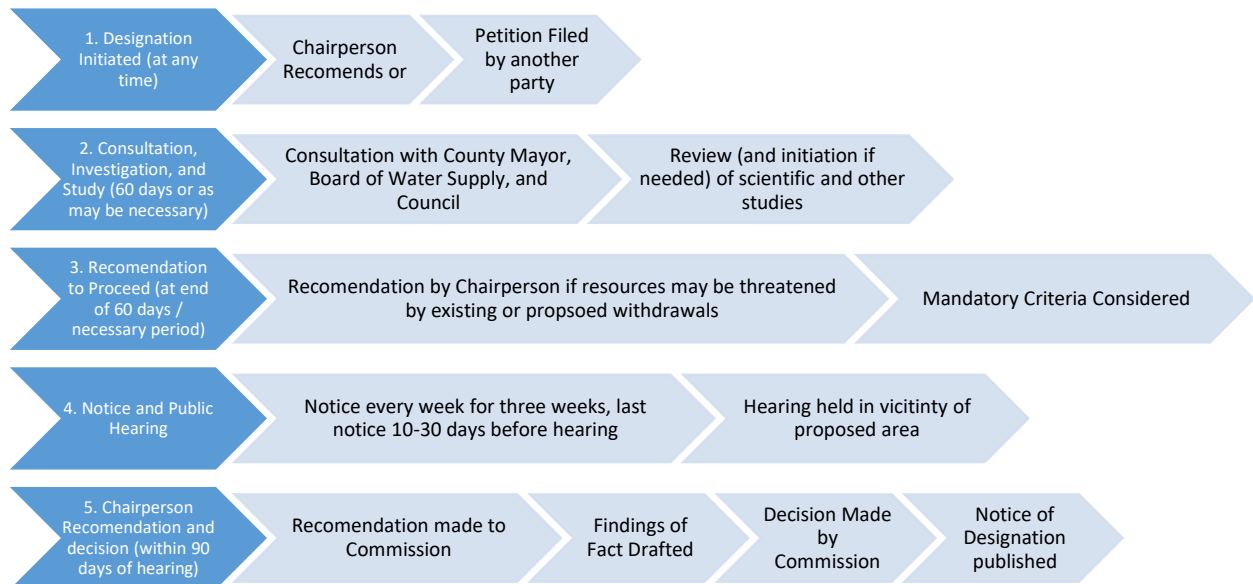 1. Designation
Initiated (at any
time)
Chairperson
Recomends or
Petition Filed
by another
party
2. Consultation,
Investigation, and
Study (60 days or as
may be necessary)
Consultation with County Mayor,
Board of Water Supply, and
Council
Review (and initiation if
needed) of scientific and other
studies
3. Recomendation
to Proceed (at end
of 60 days /
necessary period)
Recomendation by Chairperson if resources may be threatened
by existing or propsoed withdrawals
Mandatory Criteria Considered
4. Notice and Public
Hearing
Notice every week for three weeks, last
notice 10-30 days before hearing
Hearing held in vicitinty of
proposed area
5. Chairperson
Recomendation and
decision (within 90
days of hearing)
Recomendation made to
Commission
Findings of
Fact Drafted
Decision Made
by
Commission
Notice of
Designation
published